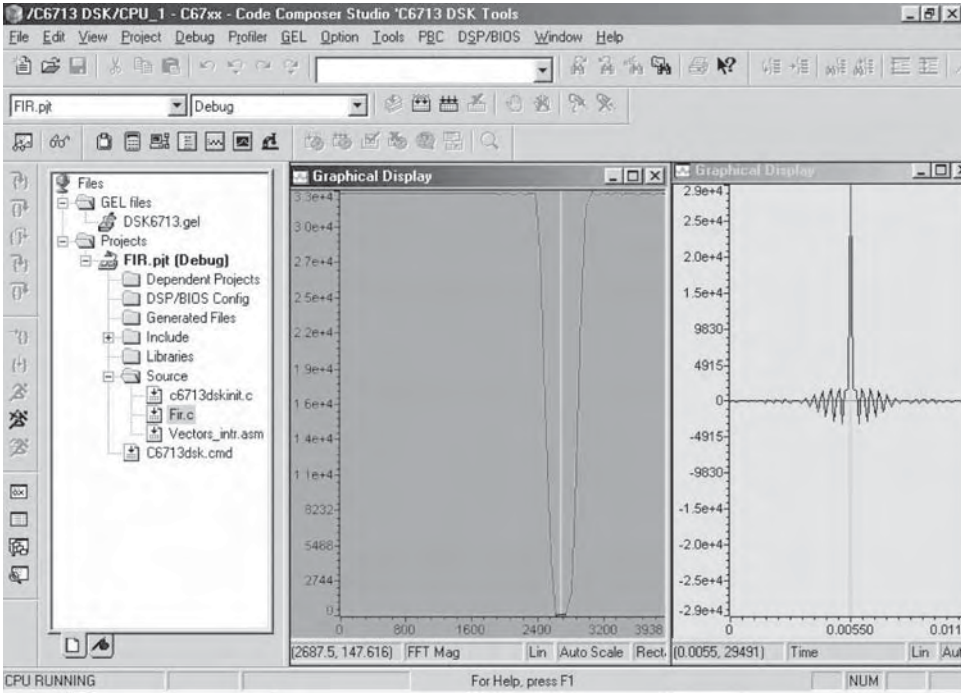 /C6713 DSK/CPU_1 - C67xx - Code Composer Studio 'C6713 DSK Tools
File Edit View Project Debug Profiler GEL Option Tools PBC DSP/BIOS Window Help
FIR.pjt
Debug
Files
GEL files
DSK6713.gel
Projects
FIR.pjt (Debug)
Dependent Projects
DSP/BIOS Config
Generated Files
Include
Libraries
Source
c6713dskinit.c
Fir.c
Vectors_intr.asm
C6713dsk.cmd
Graphical Display
3.3e+4
3.0e+4
2.7e+4
2.5e+4
2.2e+4
1.9e+4
1.6e+4
1.4e+4
1.1e+4
8232
5488
2744
0
0 800 1600 2400 3200 3938
(2687.5, 147.616) FFT Mag Lin Auto Scale Rect
Graphical Display
2.9e+4
2.5e+4
2.0e+4
1.5e+4
9830
4915
0
-4915
-9830
-1.5e+4
-2.0e+4
-2.5e+4
-2.9e+4
0 0.00550 0.011
(0.0055, 29491) Time Lin Au
CPU RUNNING
For Help, press F1
NUM